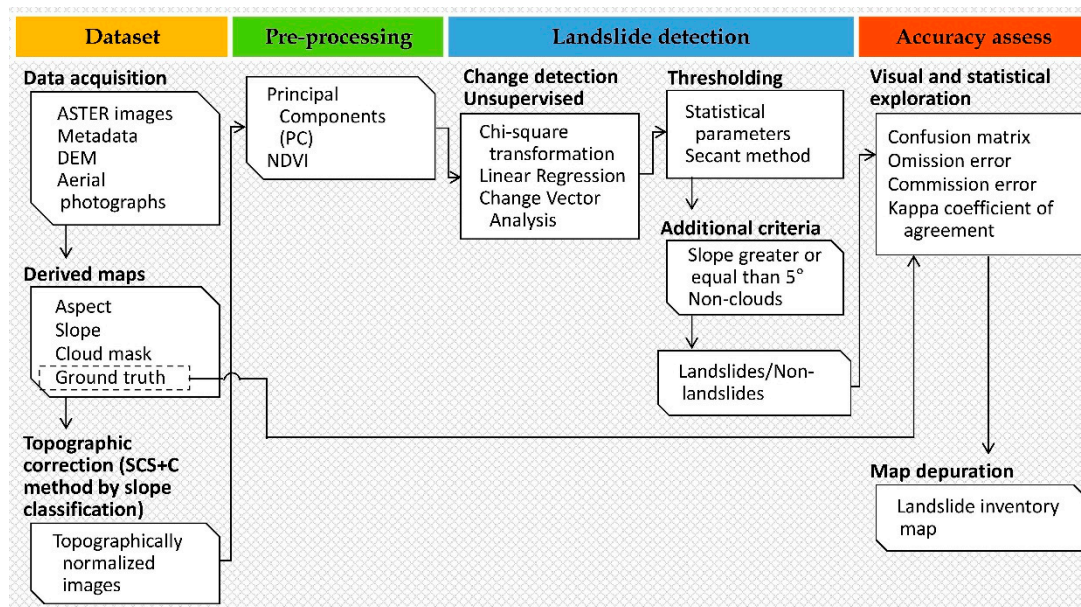 Dataset
Pre-processing
Landslide detection
Accuracy assess
Data acquisition
ASTER images
Metadata
DEM
Aerial
photographs
Derived maps
Aspect
Slope
Cloud mask
Ground truth
Topographic
correction (SCS+C
method by slope
classification)
Topographically
normalized
images
Principal
Components
(PC)
NDVI
Change detection
Unsupervised
Chi-square
transformation
Linear Regression
Change Vector
Analysis
Thresholding
Statistical
parameters
Secant method
Additional criteria
Slope greater or
equal than 5°
Non-clouds
Landslides/Non-
landslides
Visual and statistical
exploration
Confusion matrix
Omission error
Commission error
Kappa coefficient of
agreement
Map depuration
Landslide inventory
map